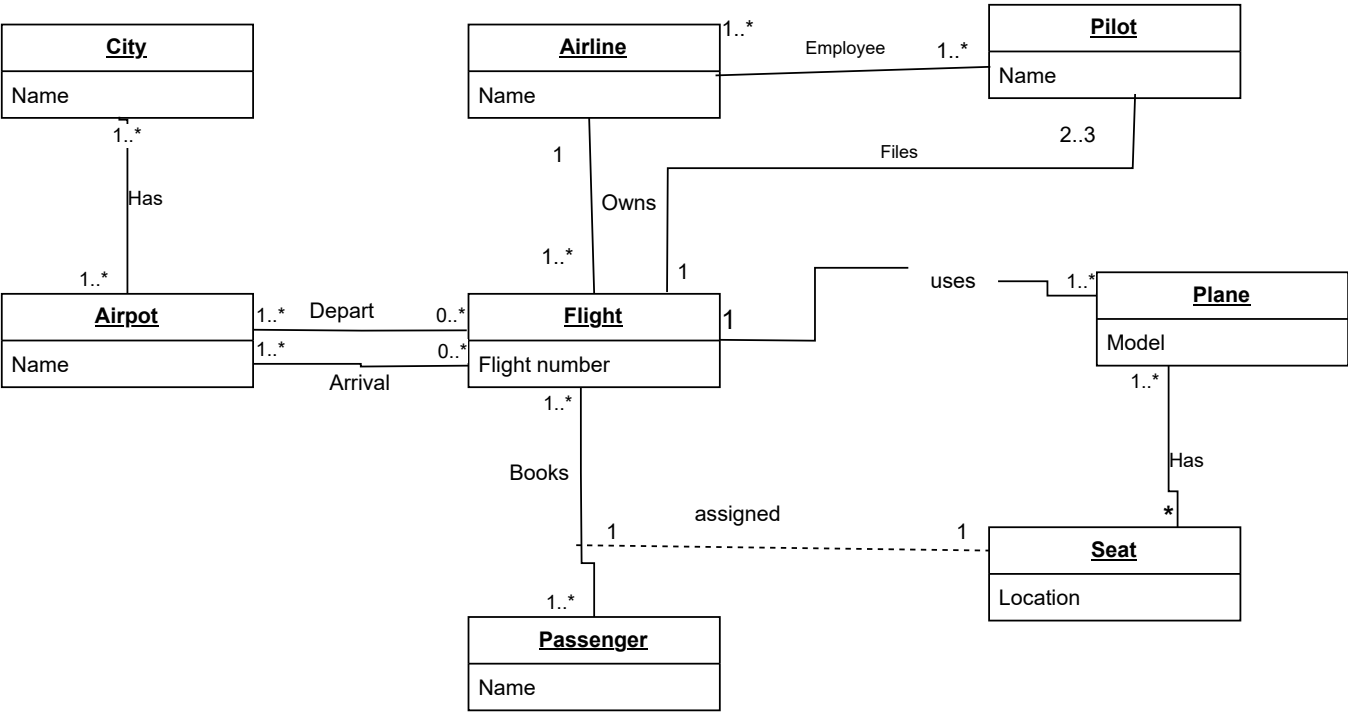 City
Name
Airline
Name
1..*
Employee
1..*
Pilot
Name
1..*
Has
1..*
1
Owns
1..*
2..3
Files
1
Airpot
Name
1..*
Depart
0..*
1..*
Arrival
0..*
Flight
Flight number
1
uses
1..*
Plane
Model
1..*
Has
*
1..*
Books
1..*
1
assigned
1
Seat
Location
Passenger
Name